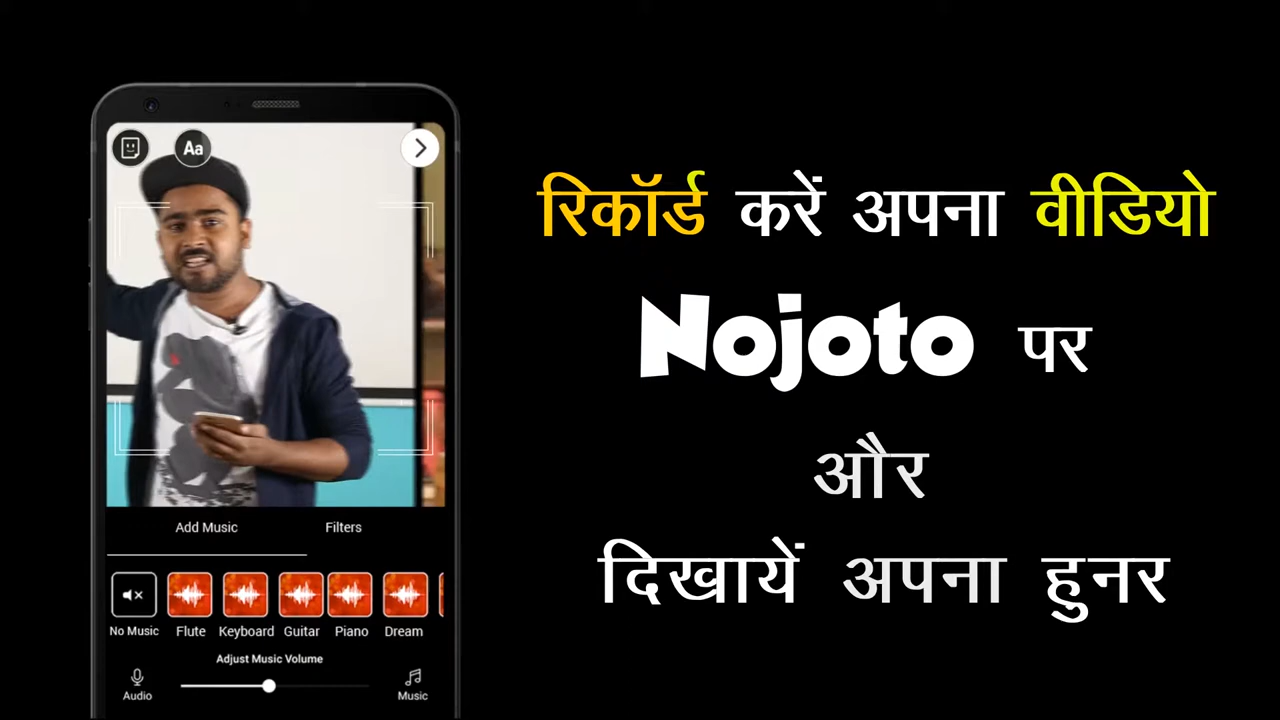 Aa
Add Music Filters
No Music Flute Keyboard Guitar Piano Dream
Adjust Music Volume
Audio Music
रिकॉर्ड करें अपना वीडियो
Nojoto पर
और
दिखायें अपना हुनर